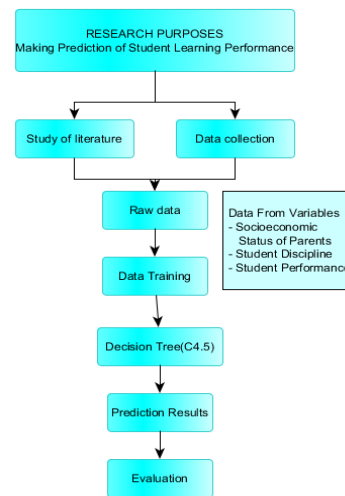 RESEARCH PURPOSES
Making Prediction of Student Learning Performance
Study of literature
Data collection
Raw data
Data From Variables
- Socioeconomic
Status of Parents
- Student Discipline
- Student Performance
Data Training
Decision Tree(C4.5)
Prediction Results
Evaluation